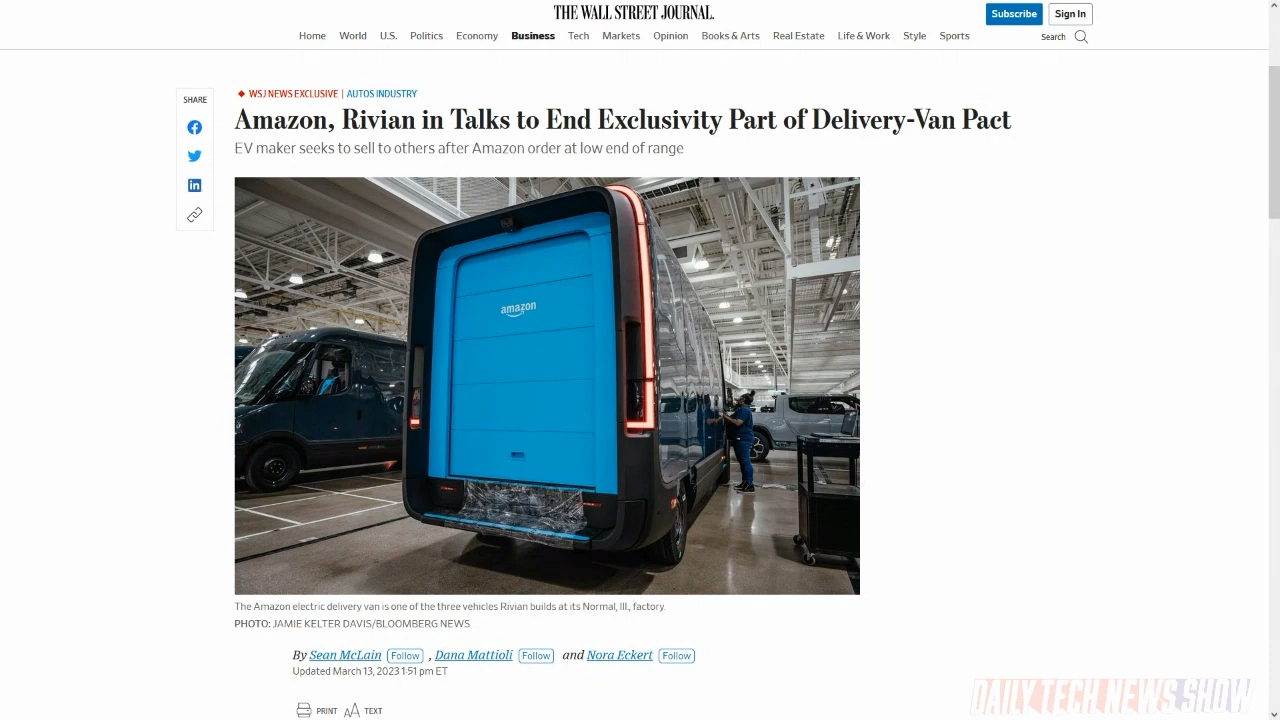 THE WALL STREET JOURNAL.
Subscribe
Sign In
Home World U.S. Politics Economy Business Tech Markets Opinion Books & Arts Real Estate Life & Work Style Sports
Search
SHARE
WSJ NEWS EXCLUSIVE | AUTOS INDUSTRY
Amazon, Rivian in Talks to End Exclusivity Part of Delivery-Van Pact
EV maker seeks to sell to others after Amazon order at low end of range
amazon
The Amazon electric delivery van is one of the three vehicles Rivian builds at its Normal, Ill., factory.
PHOTO: JAMIE KELTER DAVIS/BLOOMBERG NEWS
By Sean McLain Follow , Dana Mattioli Follow and Nora Eckert Follow
Updated March 13, 2023 1:51 pm ET
PRINT AA TEXT
DAILY TECH NEWS SHOW